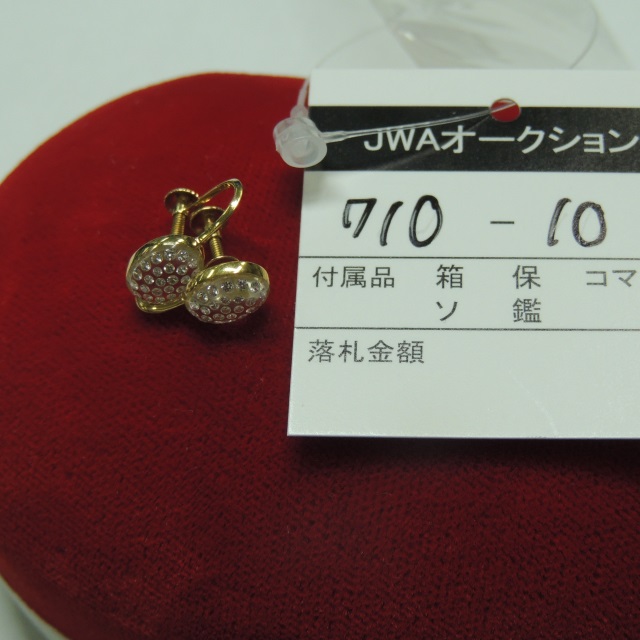 JWAオークション
710 - 10
付属品 箱 保 コマ
ソ 鑑
落札金額